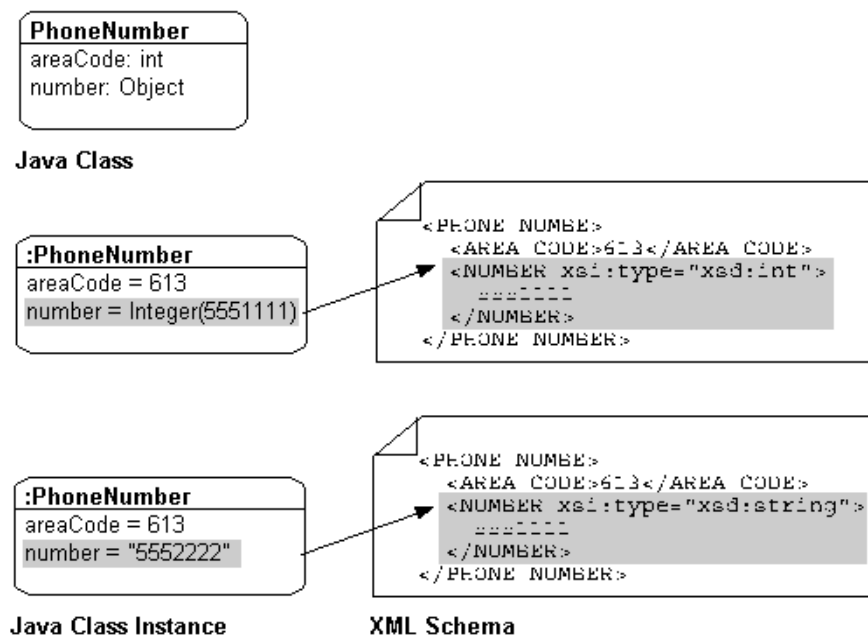 PhoneNumber
areaCode: int
number: Object
Java Class
:PhoneNumber
areaCode = 613
number = Integer(5551111)
<PHONE NUMBE>
<AREA CODE>613</AREA CODE>
<NUMBER xsi:type="xsd:int">
</NUMBER>
</PHONE NUMBER>
:PhoneNumber
areaCode = 613
number = "5552222"
<PHONE NUMBE>
<AREA CODE>613</AREA CODE>
<NUMBER xsi:type="xsd:string">
</NUMBER>
</PHONE NUMBER>
Java Class Instance
XML Schema